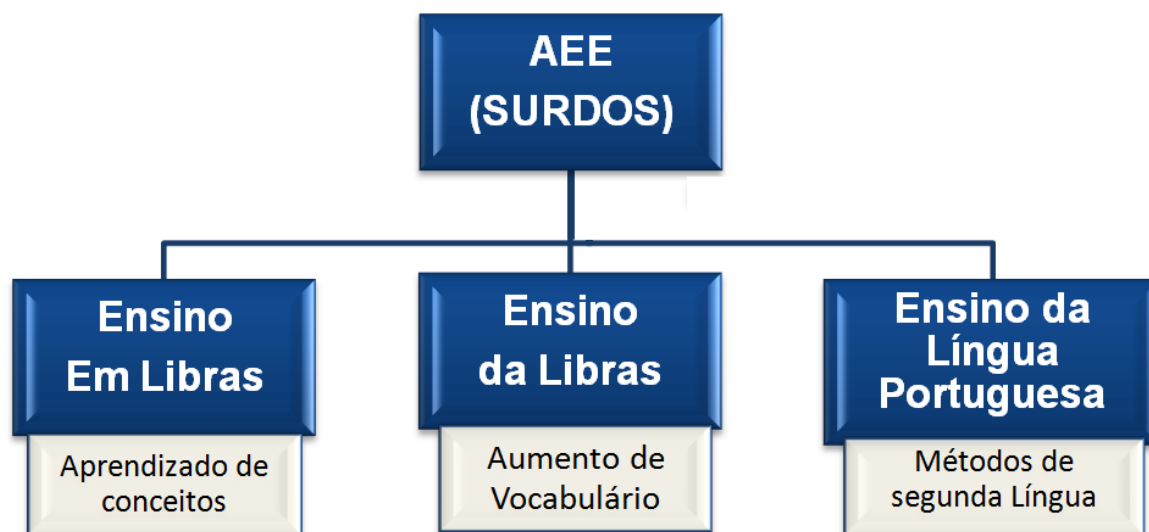 AEE
(SURDOS)
Ensino
Em Libras
Aprendizado de
conceitos
Ensino
da Libras
Aumento de
Vocabulário
Ensino da
Língua
Portuguesa
Métodos de
segunda Língua